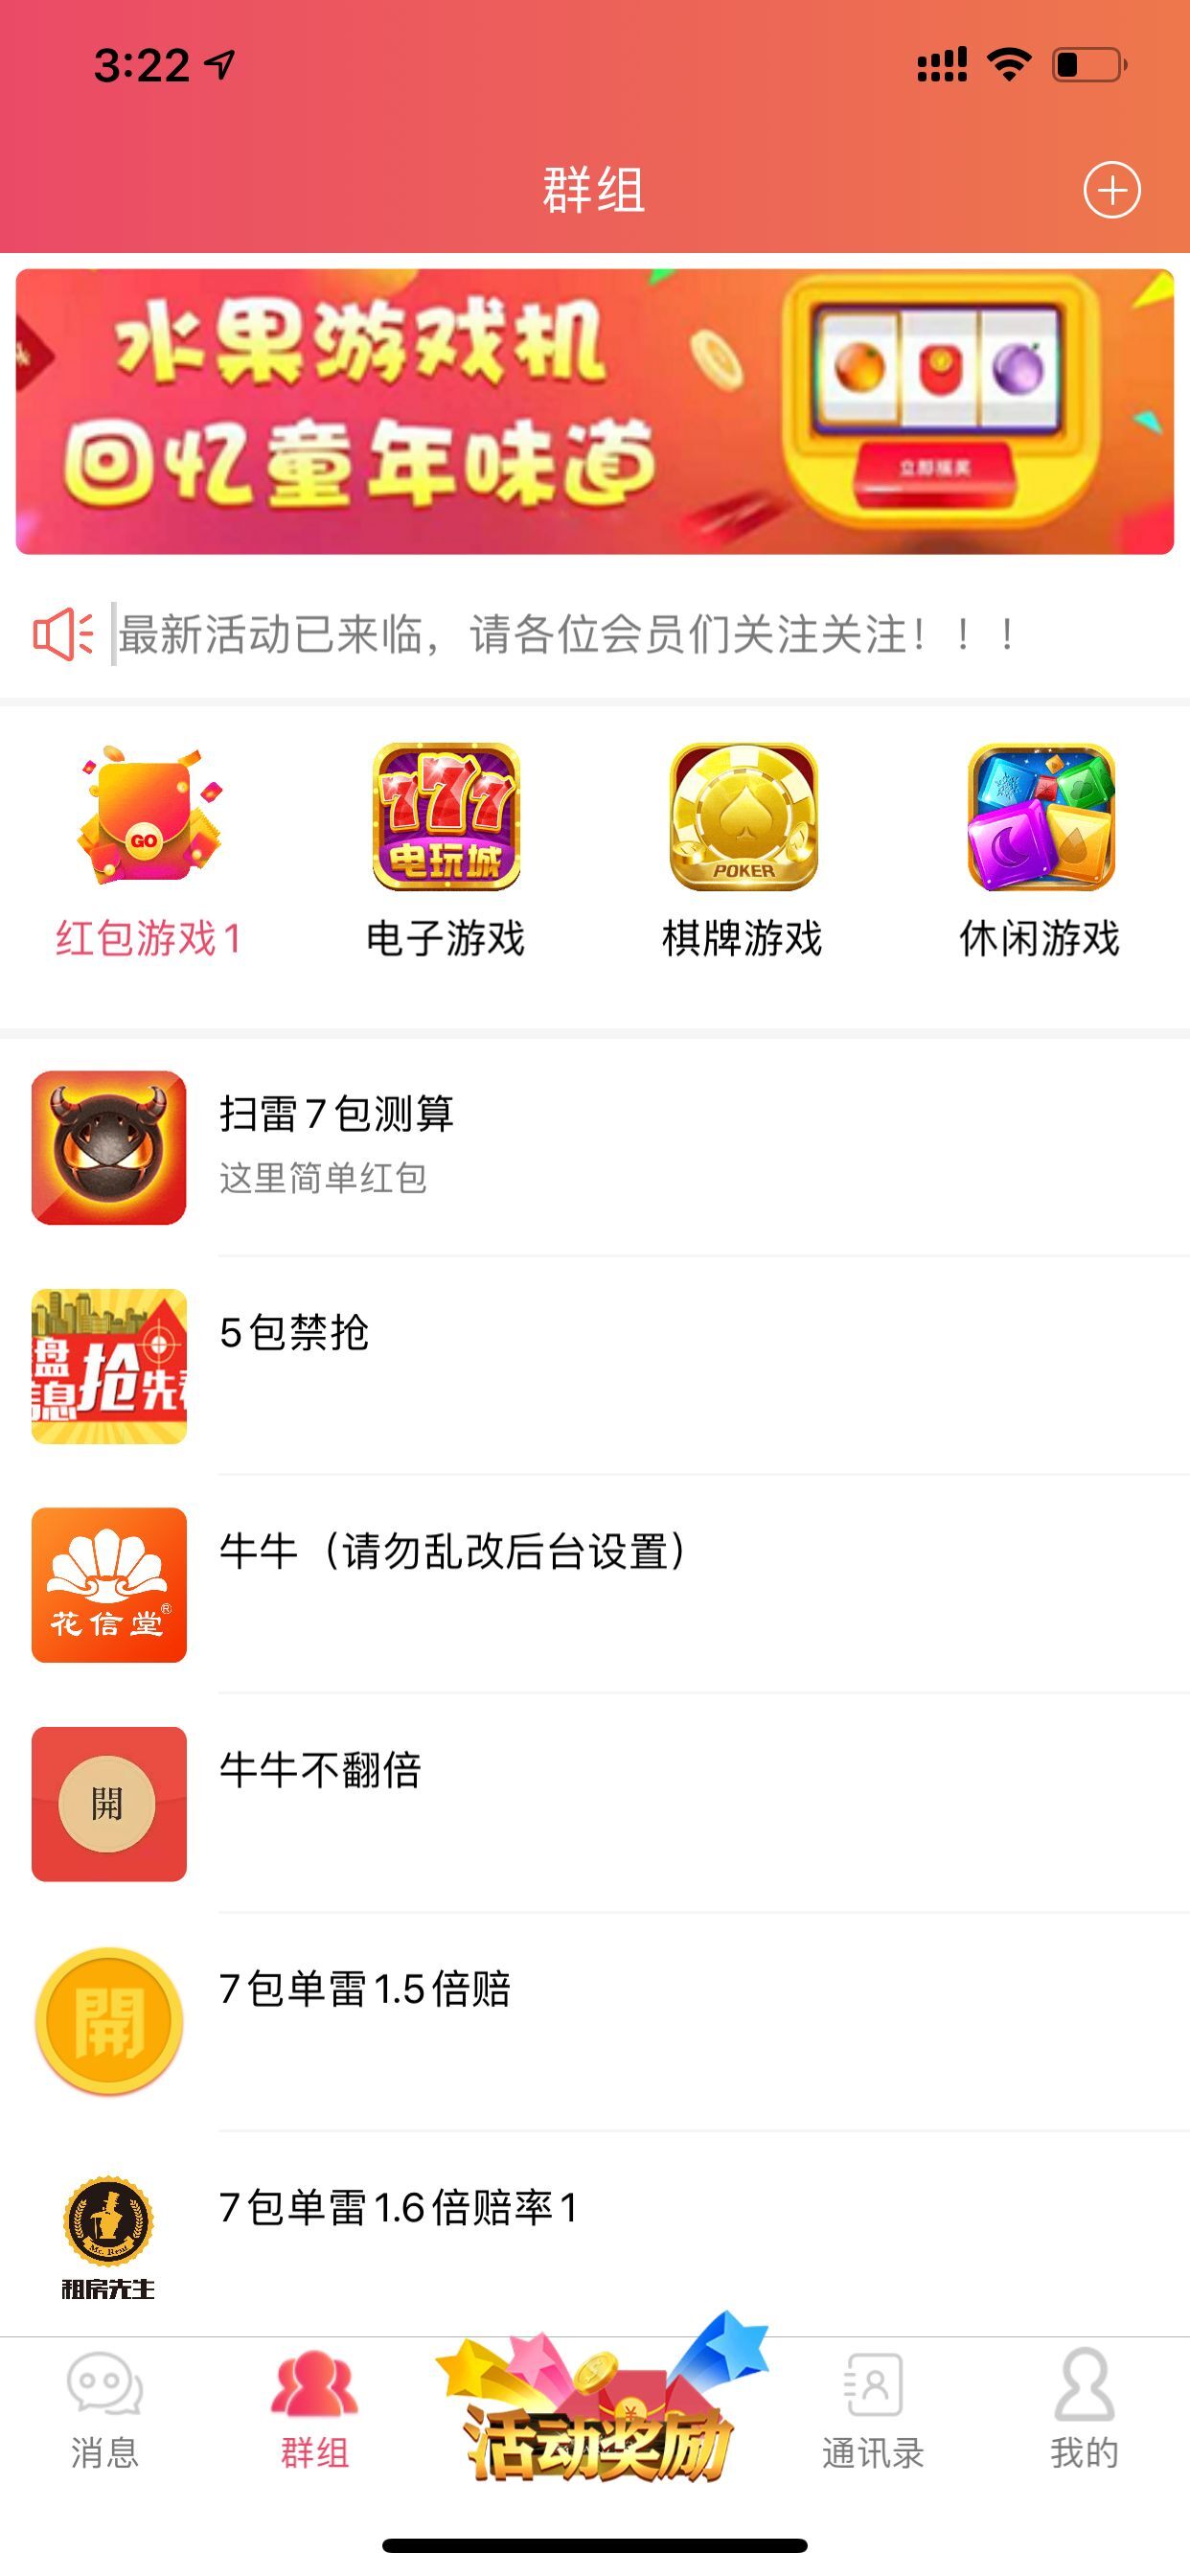 3:22
群组
水果游戏机
回忆童年味道
立即摇奖
最新活动已来临，请各位会员们关注关注！！！
GO
777
电玩城
POKER
红包游戏1
电子游戏
棋牌游戏
休闲游戏
扫雷7包测算
这里简单红包
盘
息
抢先
5包禁抢
花信堂®
牛牛（请勿乱改后台设置）
開
牛牛不翻倍
開
7包单雷1.5倍赔
Mr. Rent
租房先生
7包单雷1.6倍赔率1
消息
群组
¥
活动奖励
通讯录
我的